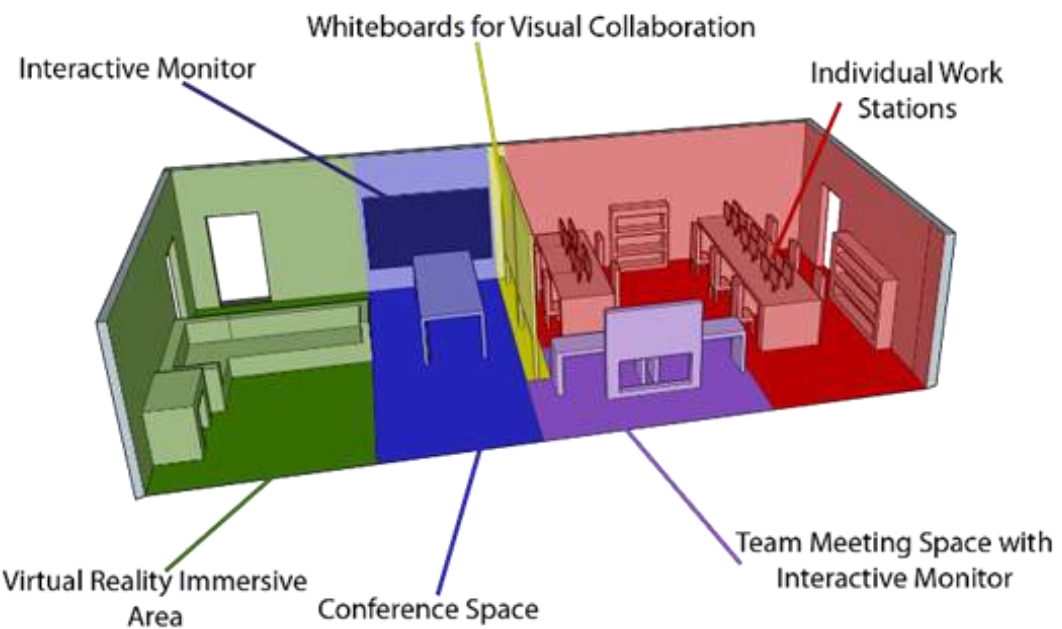 Whiteboards for Visual Collaboration
Interactive Monitor
Individual Work
Stations
Virtual Reality Immersive
Area
Conference Space
Team Meeting Space with
Interactive Monitor